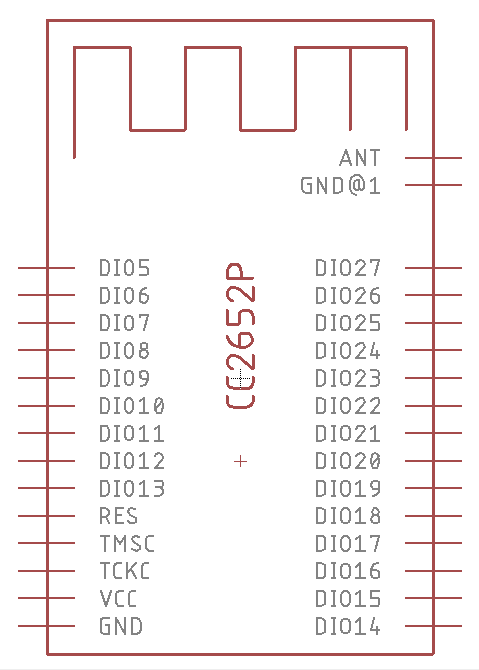 ANT
GND@1
CC2652P
DIO5 DIO27
DIO6 DIO26
DIO7 DIO25
DIO8 DIO24
DIO9 DIO23
DIO10 DIO22
DIO11 DIO21
DIO12 DIO20
DIO13 DIO19
RES DIO18
TMSC DIO17
TCKC DIO16
VCC DIO15
GND DIO14